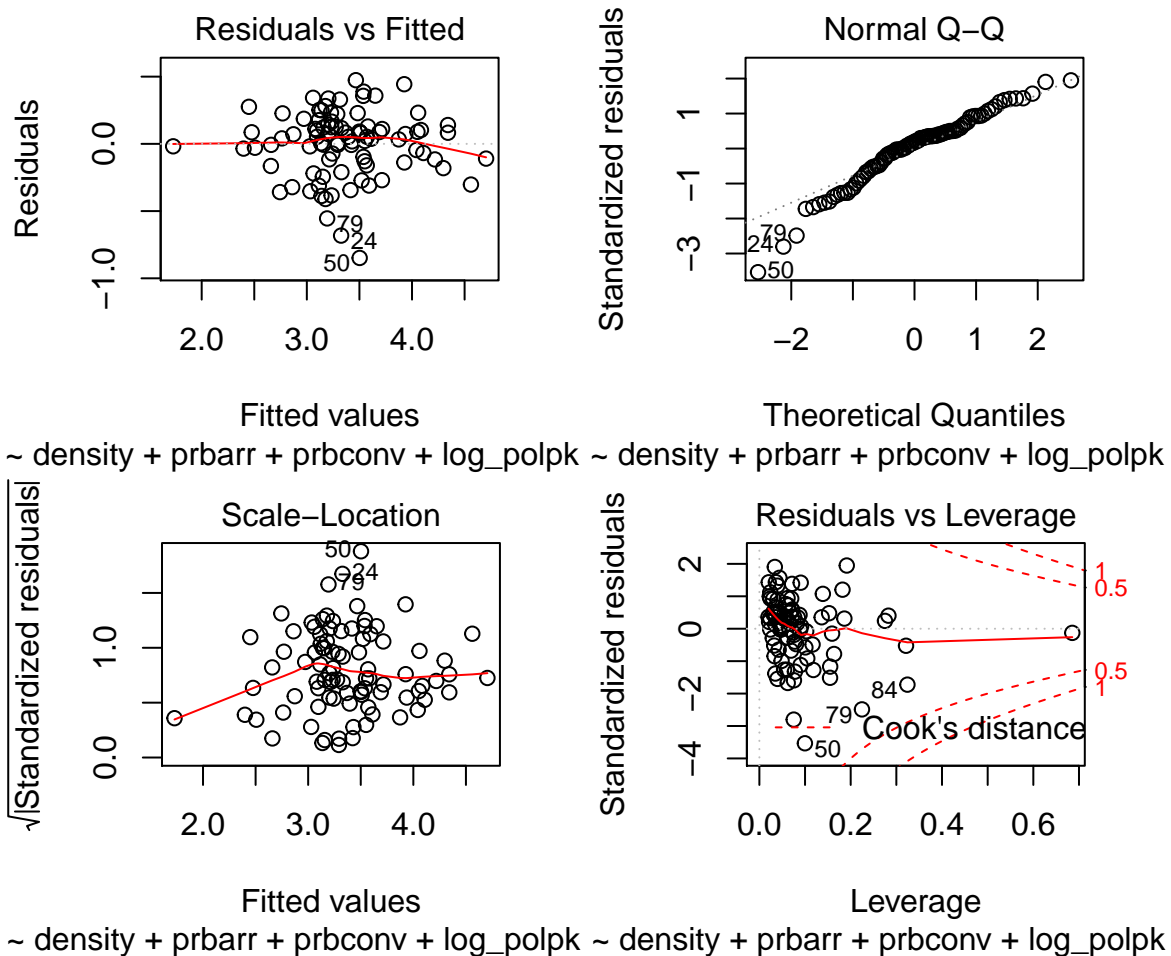 Residuals vs Fitted
Residuals
0.0
−1.0
79
24
50
2.0 3.0 4.0
Fitted values
~ density + prbarr + prbconv + log_polpk
Normal Q−Q
Standardized residuals
1
−1
−3
79
24
50
−2 0 1 2
Theoretical Quantiles
~ density + prbarr + prbconv + log_polpk
Scale−Location
√|Standardized residuals|
1.0
0.0
50
24
79
2.0 3.0 4.0
Fitted values
~ density + prbarr + prbconv + log_polpk
Residuals vs Leverage
Standardized residuals
2
0
−2
−4
1
0.5
0.5
1
84
79
Cook's distance
50
0.0 0.2 0.4 0.6
Leverage
~ density + prbarr + prbconv + log_polpk